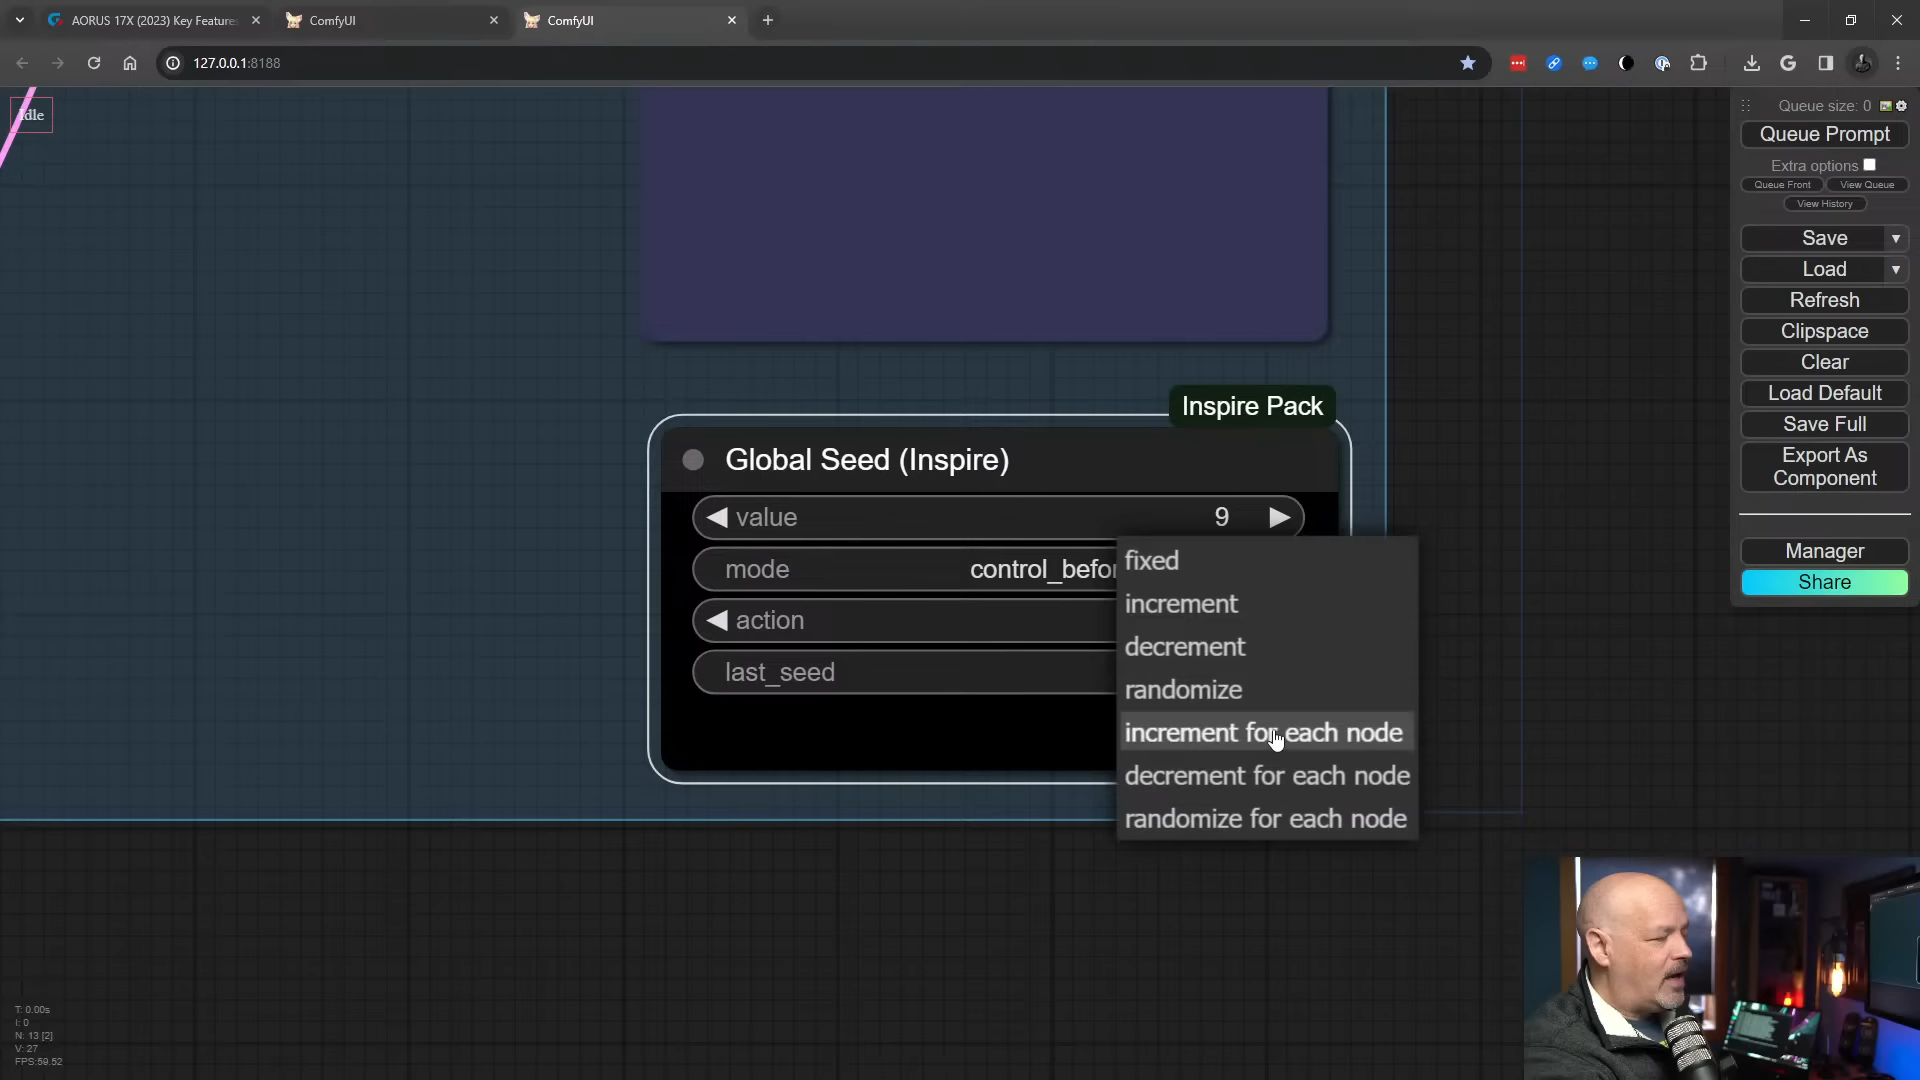 AORUS 17X (2023) Key Feature
ComfyUI
ComfyUI
127.0.0.1:8188
Idle
Queue size: 0
Queue Prompt
Extra options
Queue Front
View Queue
View History
Save
Load
Refresh
Clipspace
Clear
Load Default
Save Full
Export As
Component
Manager
Share
Inspire Pack
Global Seed (Inspire)
value 9
mode control_befor
action
last_seed
fixed
increment
decrement
randomize
increment for each node
decrement for each node
randomize for each node
T: 0.00s
I: 0
N: 13 [2]
V: 27
FPS:59.52